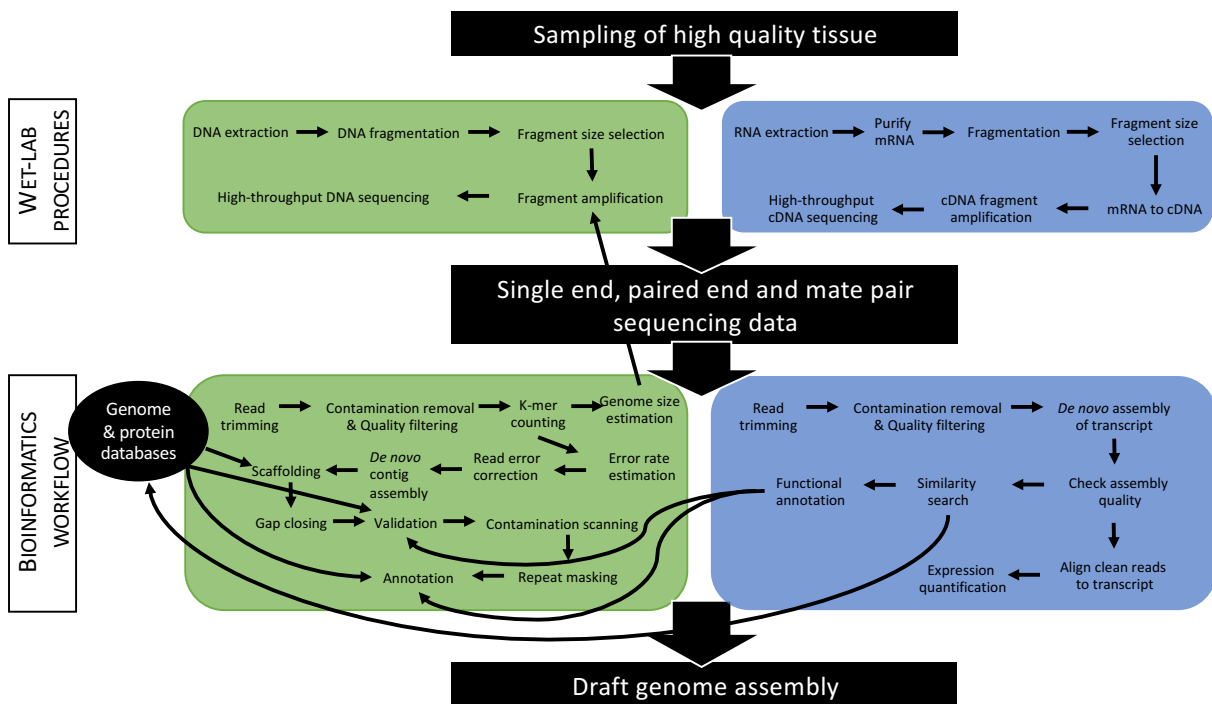 Sampling of high quality tissue
WET-LAB
PROCEDURES
DNA extraction
DNA fragmentation
Fragment size selection
High-throughput DNA sequencing
Fragment amplification
RNA extraction
Purify
mRNA
Fragmentation
Fragment size
selection
High-throughput
cDNA sequencing
cDNA fragment
amplification
mRNA to cDNA
Single end, paired end and mate pair
sequencing data
BIOINFORMATICS
WORKFLOW
Genome
& protein
databases
Read
trimming
Contamination removal
& Quality filtering
K-mer
counting
Genome size
estimation
Scaffolding
De novo
contig
assembly
Read error
correction
Error rate
estimation
Gap closing
Validation
Contamination scanning
Annotation
Repeat masking
Read
trimming
Contamination removal
& Quality filtering
De novo assembly
of transcript
Functional
annotation
Similarity
search
Check assembly
quality
Expression
quantification
Align clean reads
to transcript
Draft genome assembly